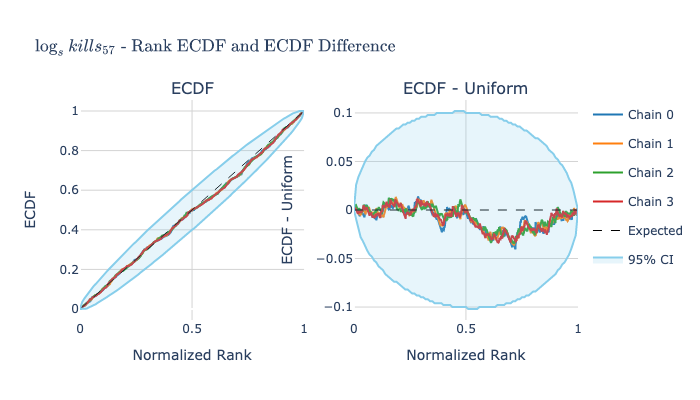 log_s kills_57 - Rank ECDF and ECDF Difference
ECDF
ECDF - Uniform
1
0.8
0.6
0.4
0.2
0
ECDF
0
0.5
1
Normalized Rank
0.1
0.05
0
−0.05
−0.1
ECDF - Uniform
0
0.5
1
Normalized Rank
Chain 0
Chain 1
Chain 2
Chain 3
Expected
95% CI